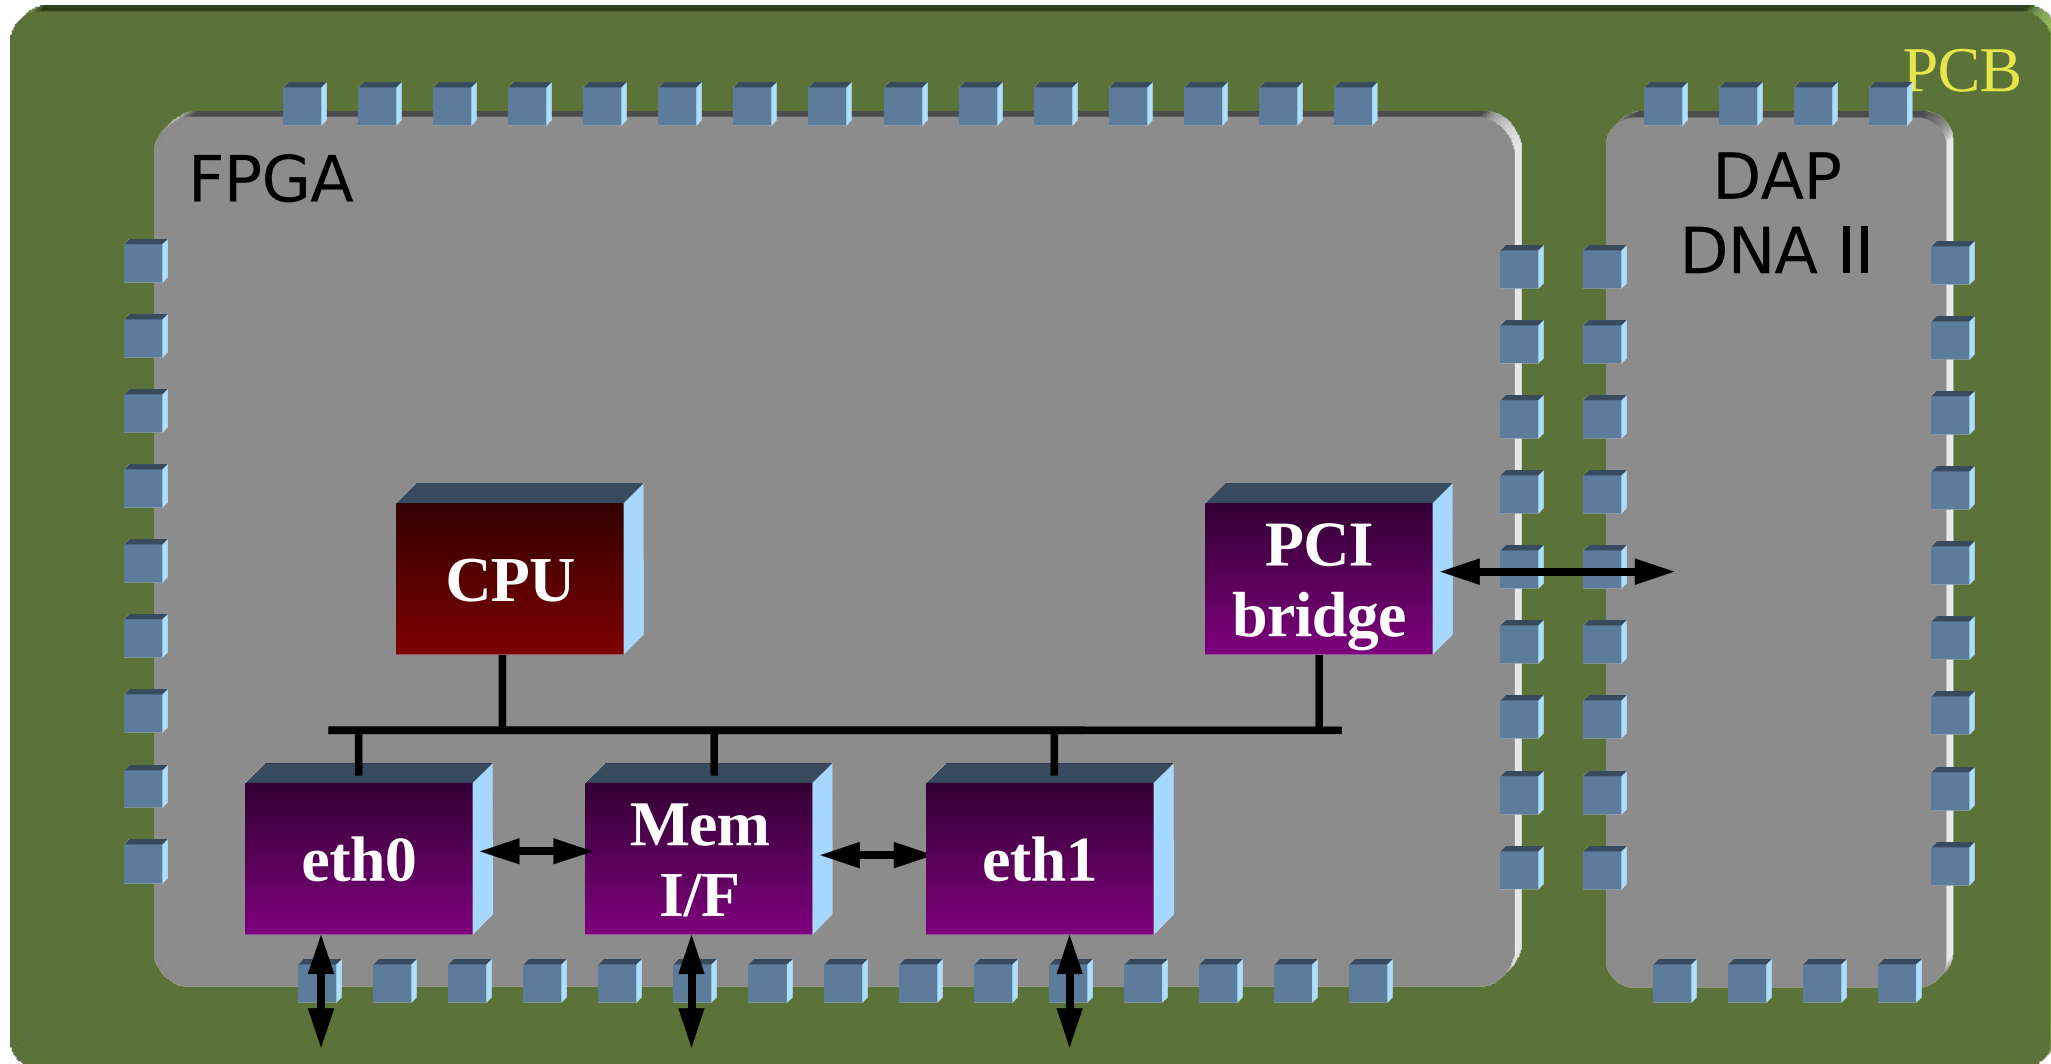 PCB
FPGA
DAP
DNA II
CPU
PCI
bridge
eth0
Mem
I/F
eth1